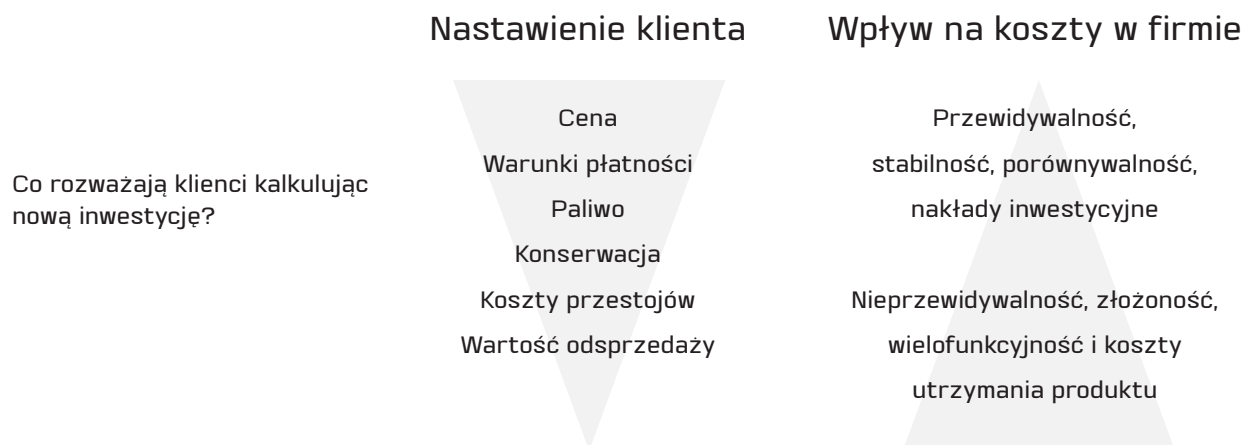 Nastawienie klienta
Wpływ na koszty w firmie
Co rozważają klienci kalkulując
nową inwestycję?
Cena
Warunki płatności
Paliwo
Konserwacja
Koszty przestojów
Wartość odsprzedaży
Przewidywalność,
stabilność, porównywalność,
nakłady inwestycyjne
Nieprzewidywalność, złożoność,
wielofunkcyjność i koszty
utrzymania produktu